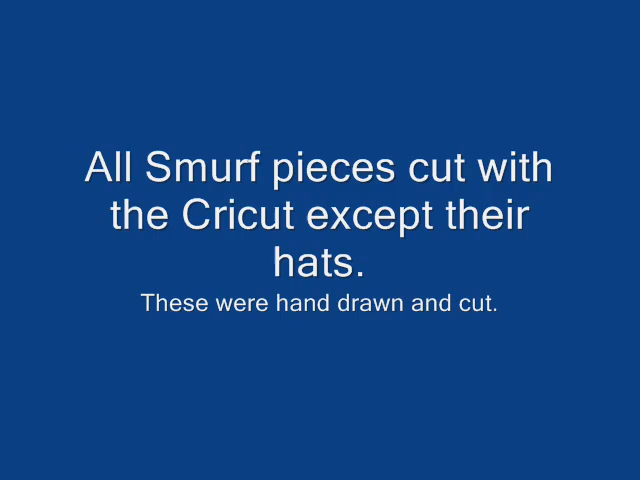 All Smurf pieces cut with
the Cricut except their
hats.
These were hand drawn and cut.